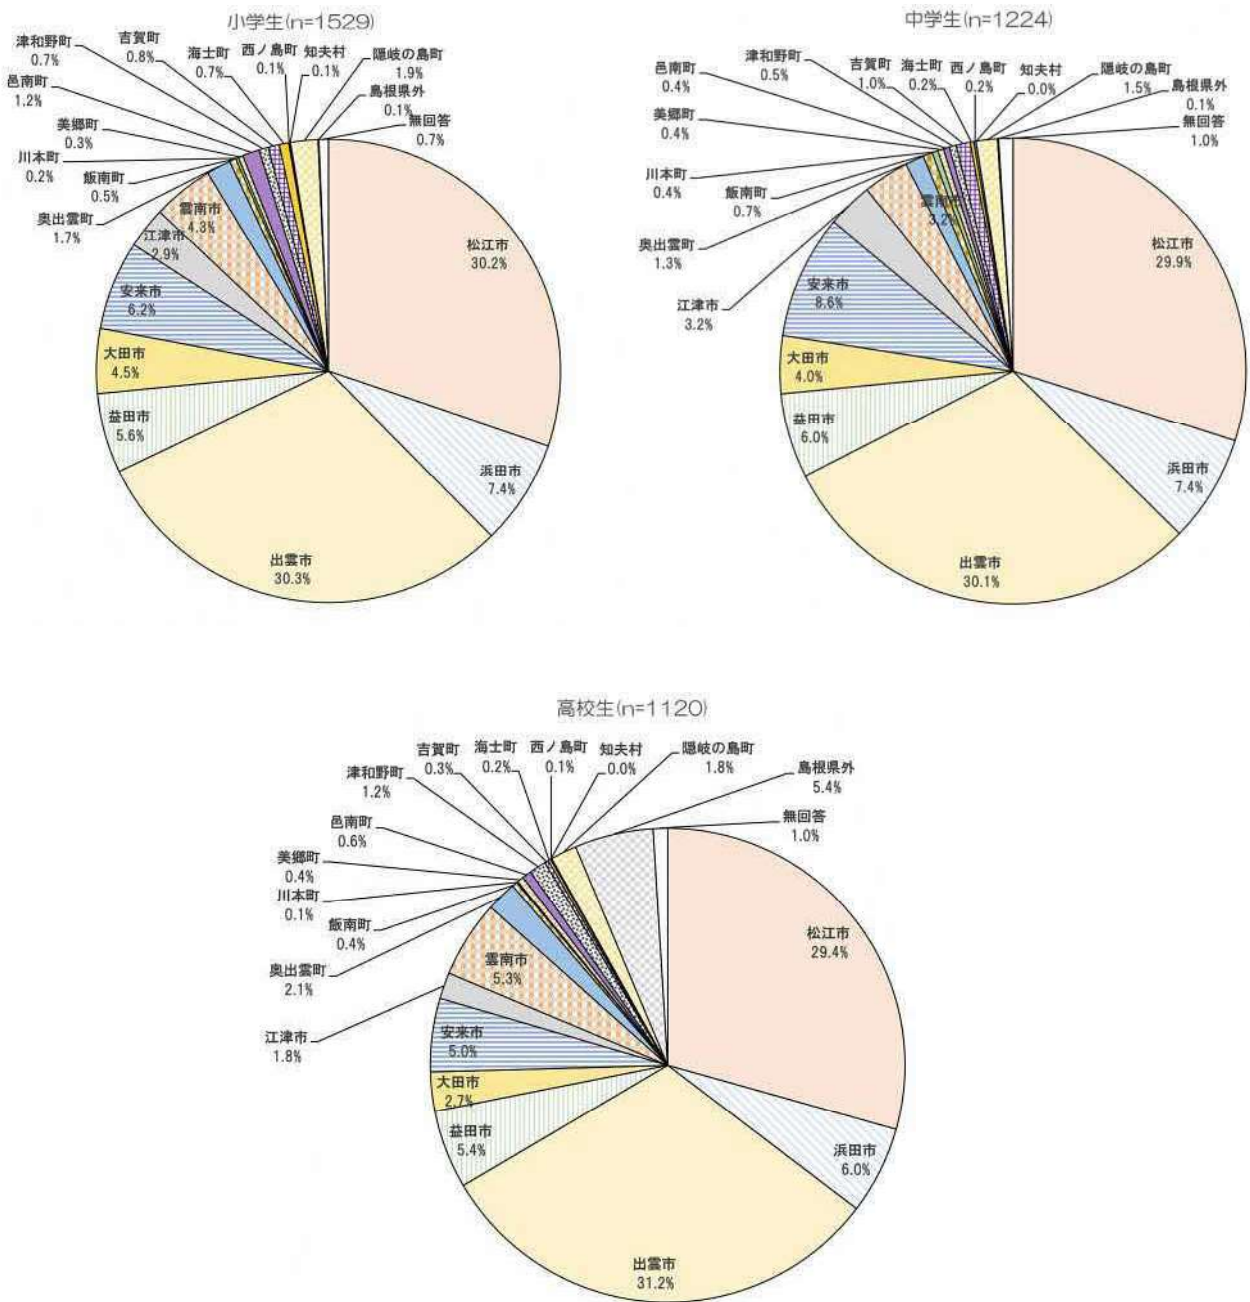 小学生(n=1529)
津和野町
0.7%
吉賀町
0.8%
海士町
0.7%
西ノ島町
0.1%
知夫村
0.1%
隠岐の島町
1.9%
島根県外
0.1%
無回答
0.7%
邑南町
1.2%
美郷町
0.3%
川本町
0.2%
飯南町
0.5%
奥出雲町
1.7%
雲南市
4.3%
江津市
2.9%
安来市
6.2%
大田市
4.5%
益田市
5.6%
出雲市
30.3%
浜田市
7.4%
松江市
30.2%
中学生(n=1224)
邑南町
0.4%
津和野町
0.5%
吉賀町
1.0%
海士町
0.2%
西ノ島町
0.2%
知夫村
0.0%
隠岐の島町
1.5%
島根県外
0.1%
無回答
1.0%
美郷町
0.4%
川本町
0.4%
飯南町
0.7%
奥出雲町
1.3%
江津市
3.2%
雲南市
3.2%
安来市
8.6%
大田市
4.0%
益田市
6.0%
出雲市
30.1%
浜田市
7.4%
松江市
29.9%
高校生(n=1120)
津和野町
1.2%
吉賀町
0.3%
海士町
0.2%
西ノ島町
0.1%
知夫村
0.0%
隠岐の島町
1.8%
島根県外
5.4%
無回答
1.0%
邑南町
0.6%
美郷町
0.4%
川本町
0.1%
飯南町
0.4%
奥出雲町
2.1%
江津市
1.8%
雲南市
5.3%
安来市
5.0%
大田市
2.7%
益田市
5.4%
出雲市
31.2%
浜田市
6.0%
松江市
29.4%